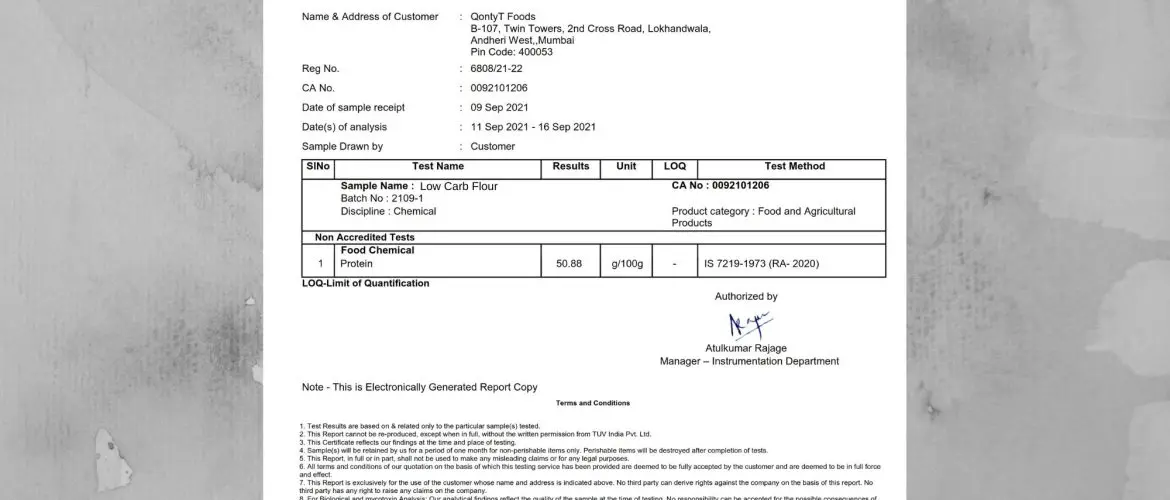 Name & Address of Customer : QontyT Foods
B-107, Twin Towers, 2nd Cross Road, Lokhandwala,
Andheri West,,Mumbai
Pin Code: 400053
Reg No. : 6808/21-22
CA No. : 0092101206
Date of sample receipt : 09 Sep 2021
Date(s) of analysis : 11 Sep 2021 - 16 Sep 2021
Sample Drawn by : Customer
SlNo Test Name Results Unit LOQ Test Method
Sample Name : Low Carb Flour CA No : 0092101206
Batch No : 2109-1
Discipline : Chemical Product category : Food and Agricultural
Products
Non Accredited Tests
Food Chemical
1 Protein 50.88 g/100g - IS 7219-1973 (RA- 2020)
LOQ-Limit of Quantification
Authorized by
Atulkumar Rajage
Manager – Instrumentation Department
Note - This is Electronically Generated Report Copy
Terms and Conditions
1. Test Results are based on & related only to the particular sample(s) tested.
2. This Report cannot be re-produced, except when in full, without the written permission from TUV India Pvt. Ltd.
3. This Certificate reflects our findings at the time and place of testing.
4. Sample(s) will be retained by us for a period of one month for non-perishable items only. Perishable items will be destroyed after completion of tests.
5. This Report, in full or in part, shall not be used to make any misleading claims or for any legal purposes.
6. All terms and conditions of our quotation on the basis of which this testing service has been provided are deemed to be fully accepted by the customer and are deemed to be in full force
and effect.
7. This Report is exclusively for the use of the customer whose name and address is indicated above. No third party can derive rights against the company on the basis of this report. No
third party has any right to raise any claims on the company.
8. For Biological and mycotoxin Analysis: Our analytical findings reflect the quality of the sample at the time of testing. No responsibility can be accepted for the possible consequences of